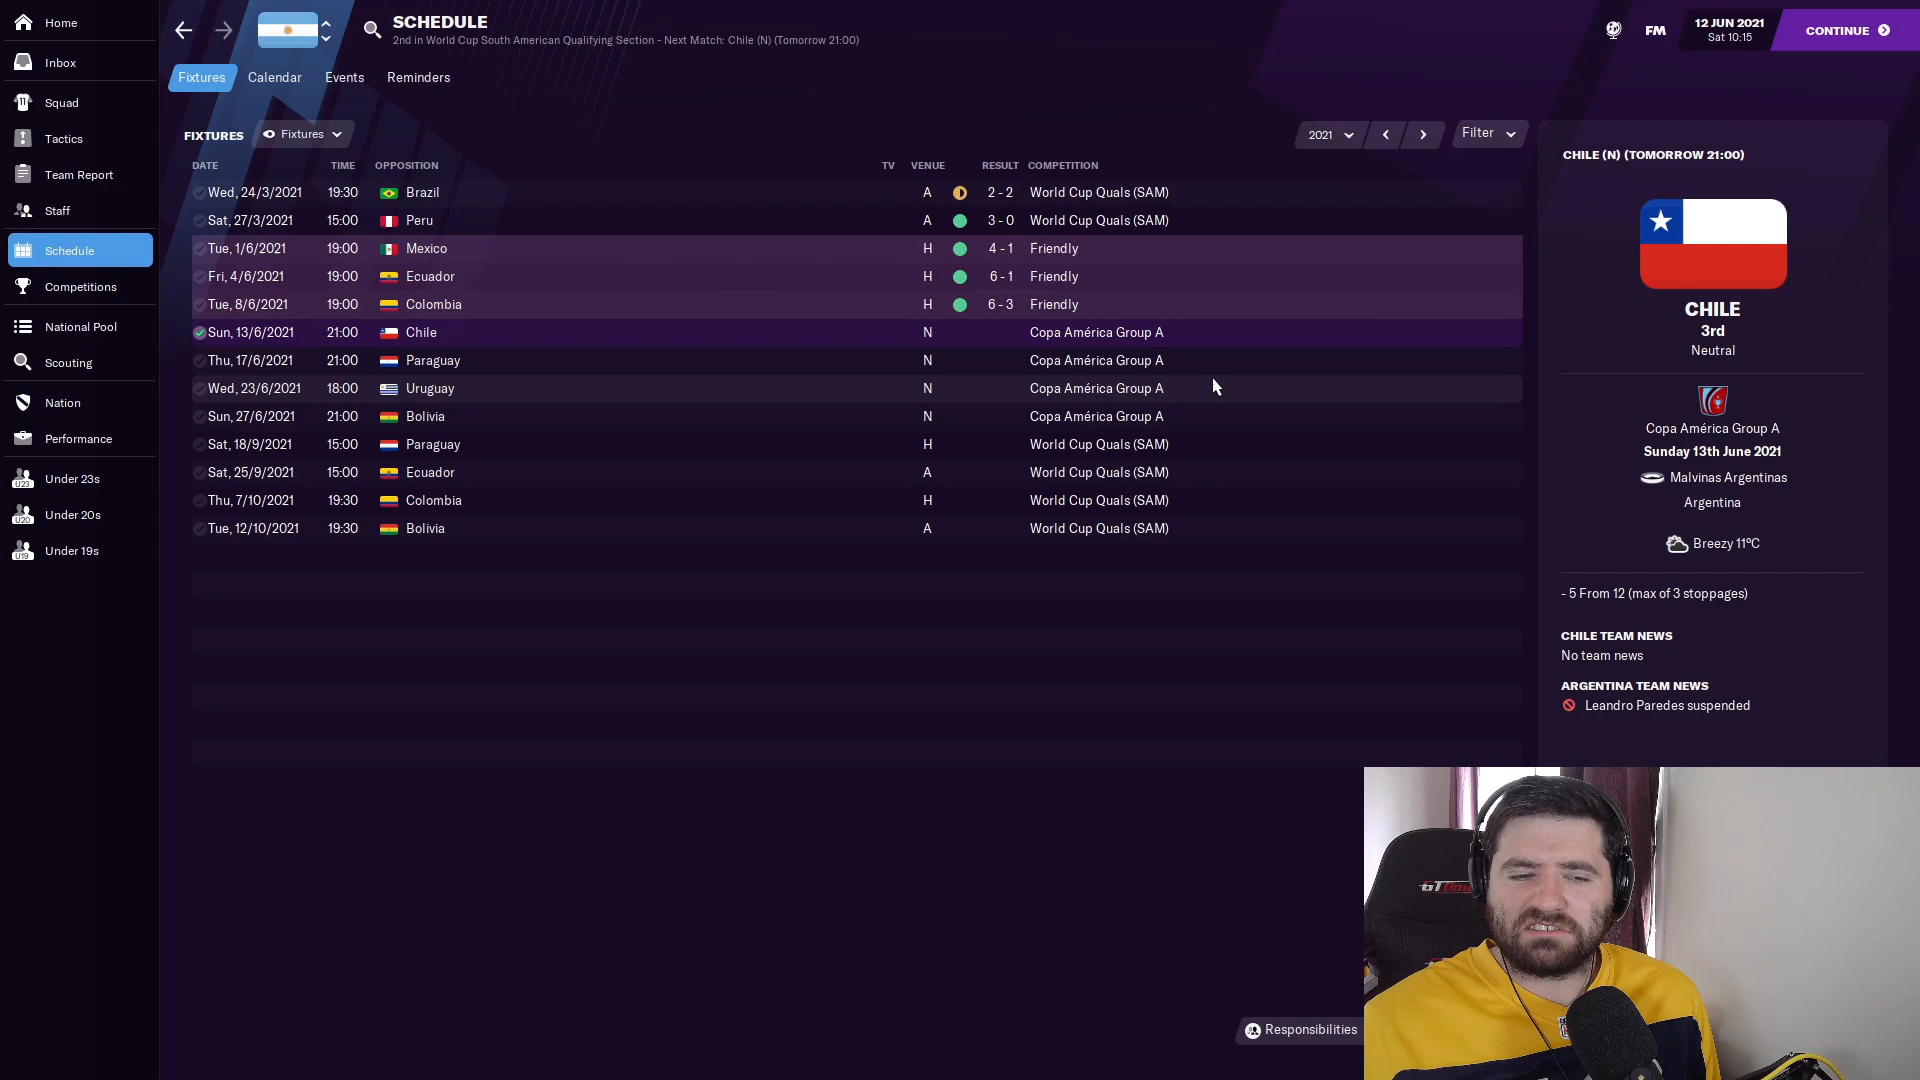 Home
Inbox
Squad
Tactics
Team Report
Staff
Schedule
Competitions
National Pool
Scouting
Nation
Performance
U23 Under 23s
U20 Under 20s
U19 Under 19s
SCHEDULE
2nd in World Cup South American Qualifying Section - Next Match: Chile (N) (Tomorrow 21:00)
FM
12 JUN 2021
Sat 10:15
CONTINUE
Fixtures Calendar Events Reminders
FIXTURES Fixtures
2021 Filter
DATE TIME OPPOSITION TV VENUE RESULT COMPETITION
Wed, 24/3/2021 19:30 Brazil A 2 - 2 World Cup Quals (SAM)
Sat, 27/3/2021 15:00 Peru A 3 - 0 World Cup Quals (SAM)
Tue, 1/6/2021 19:00 Mexico H 4 - 1 Friendly
Fri, 4/6/2021 19:00 Ecuador H 6 - 1 Friendly
Tue, 8/6/2021 19:00 Colombia H 6 - 3 Friendly
Sun, 13/6/2021 21:00 Chile N Copa América Group A
Thu, 17/6/2021 21:00 Paraguay N Copa América Group A
Wed, 23/6/2021 18:00 Uruguay N Copa América Group A
Sun, 27/6/2021 21:00 Bolivia N Copa América Group A
Sat, 18/9/2021 15:00 Paraguay H World Cup Quals (SAM)
Sat, 25/9/2021 15:00 Ecuador A World Cup Quals (SAM)
Thu, 7/10/2021 19:30 Colombia H World Cup Quals (SAM)
Tue, 12/10/2021 19:30 Bolivia A World Cup Quals (SAM)
CHILE (N) (TOMORROW 21:00)
CHILE
3rd
Neutral
Copa América Group A
Sunday 13th June 2021
Malvinas Argentinas
Argentina
Breezy 11ºC
- 5 From 12 (max of 3 stoppages)
CHILE TEAM NEWS
No team news
ARGENTINA TEAM NEWS
Leandro Paredes suspended
Responsibilities